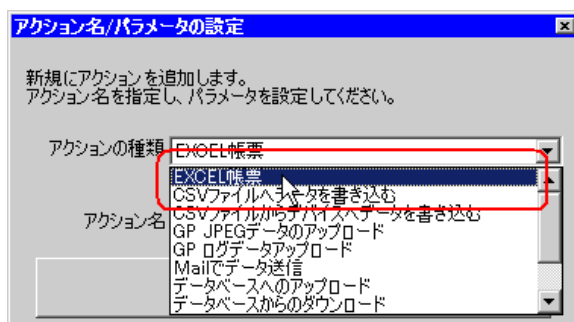 アクション名/パラメータの設定
新規にアクションを追加します。
アクション名を指定し、パラメータを設定してください。
アクションの種類 EXCEL帳票
EXCEL帳票
CSVファイルへデータを書き込む
アクション名 CSVファイルからデバイスへデータを書き込む
GP JPEGデータのアップロード
GP ログデータアップロード
Mailでデータ送信
データベースへのアップロード
データベースからのダウンロード